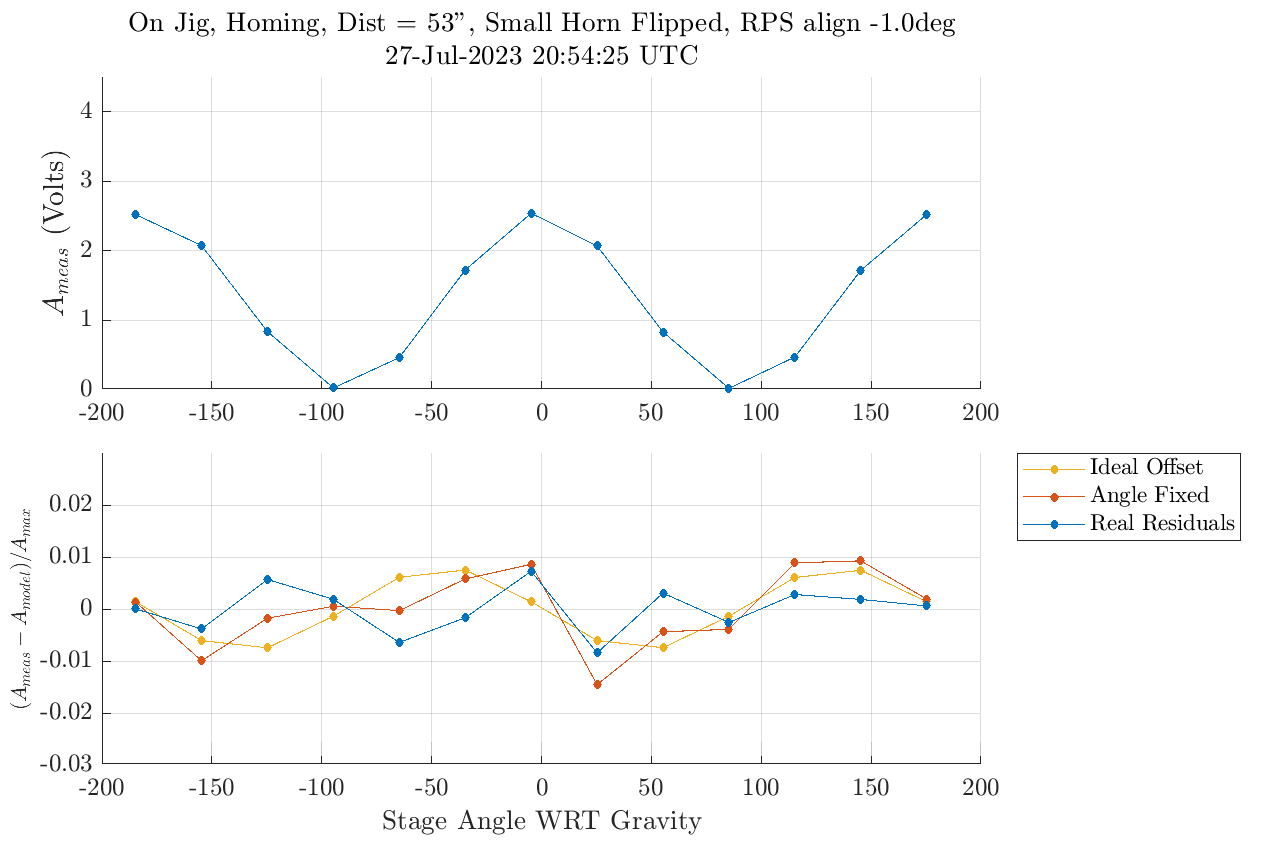 On Jig, Homing, Dist = 53", Small Horn Flipped, RPS align -1.0deg
27-Jul-2023 20:54:25 UTC
A_meas (Volts)
4
3
2
1
0
-200 -150 -100 -50 0 50 100 150 200
(A_meas − A_model)/A_max
0.02
0.01
0
-0.01
-0.02
-0.03
-200 -150 -100 -50 0 50 100 150 200
Stage Angle WRT Gravity
Ideal Offset
Angle Fixed
Real Residuals